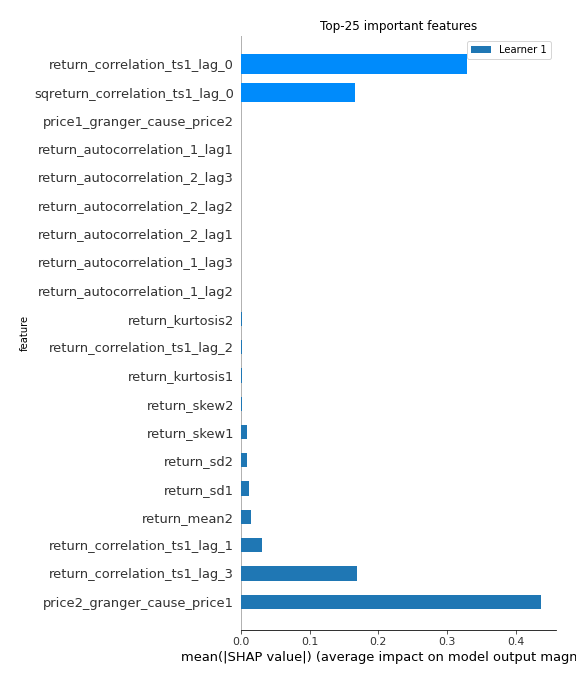 Top-25 important features
Learner 1
return_correlation_ts1_lag_0
sqreturn_correlation_ts1_lag_0
price1_granger_cause_price2
return_autocorrelation_1_lag1
return_autocorrelation_2_lag3
return_autocorrelation_2_lag2
return_autocorrelation_2_lag1
return_autocorrelation_1_lag3
return_autocorrelation_1_lag2
return_kurtosis2
return_correlation_ts1_lag_2
return_kurtosis1
return_skew2
return_skew1
return_sd2
return_sd1
return_mean2
return_correlation_ts1_lag_1
return_correlation_ts1_lag_3
price2_granger_cause_price1
feature
0.0 0.1 0.2 0.3 0.4
mean(|SHAP value|) (average impact on model output magn